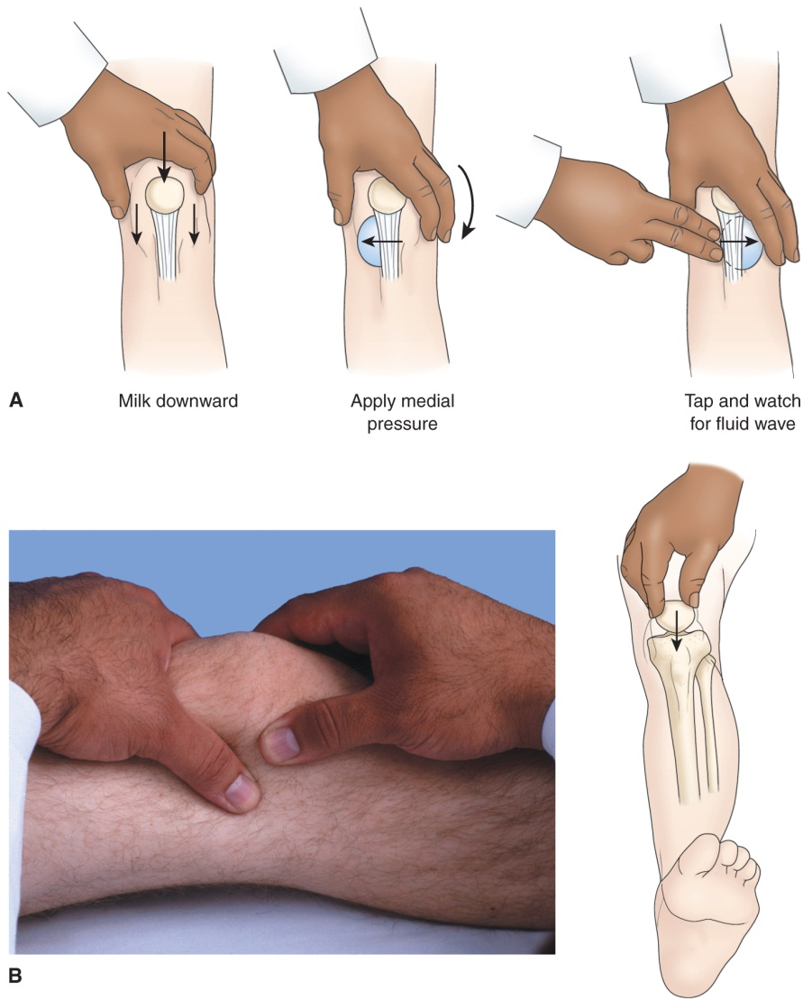 A
Milk downward
Apply medial
pressure
Tap and watch
for fluid wave
B